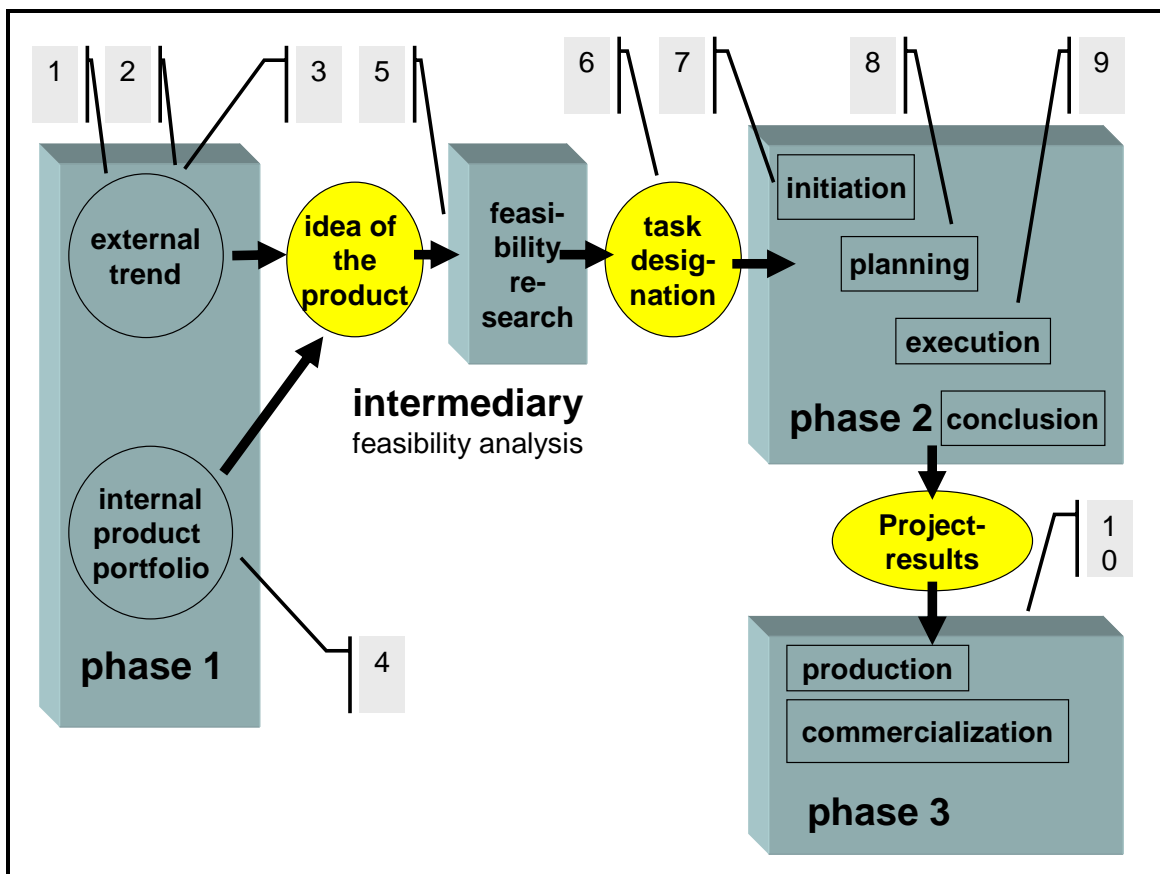 1
2
3
5
6
7
8
9
external
trend
idea of
the
product
feasi-
bility
re-
search
task
desig-
nation
initiation
planning
execution
phase 2
conclusion
intermediary
feasibility analysis
internal
product
portfolio
phase 1
4
Project-
results
1
0
production
commercialization
phase 3